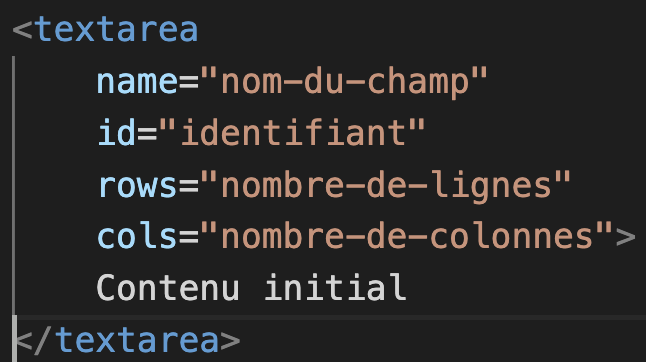 <textarea
name="nom-du-champ"
id="identifiant"
rows="nombre-de-lignes"
cols="nombre-de-colonnes">
Contenu initial
</textarea>